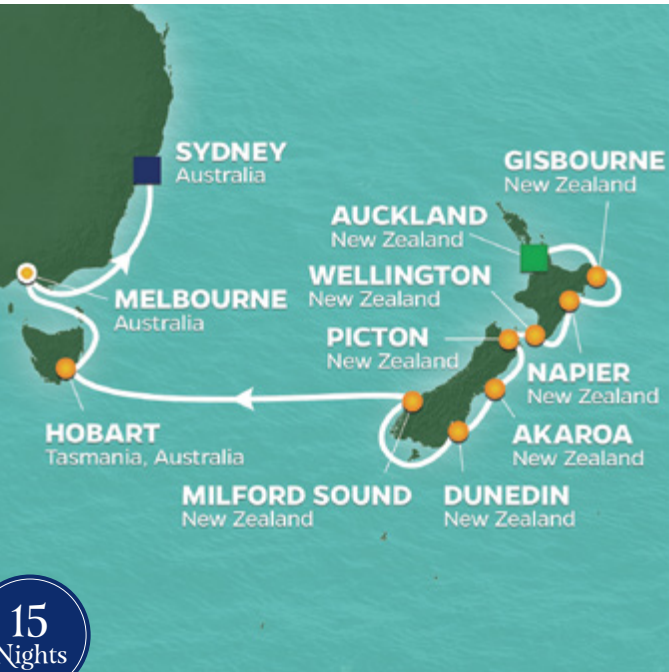 SYDNEY
Australia
GISBOURNE
New Zealand
AUCKLAND
New Zealand
WELLINGTON
New Zealand
MELBOURNE
Australia
PICTON
New Zealand
NAPIER
New Zealand
HOBART
Tasmania, Australia
AKAROA
New Zealand
MILFORD SOUND
New Zealand
DUNEDIN
New Zealand
15
Nights